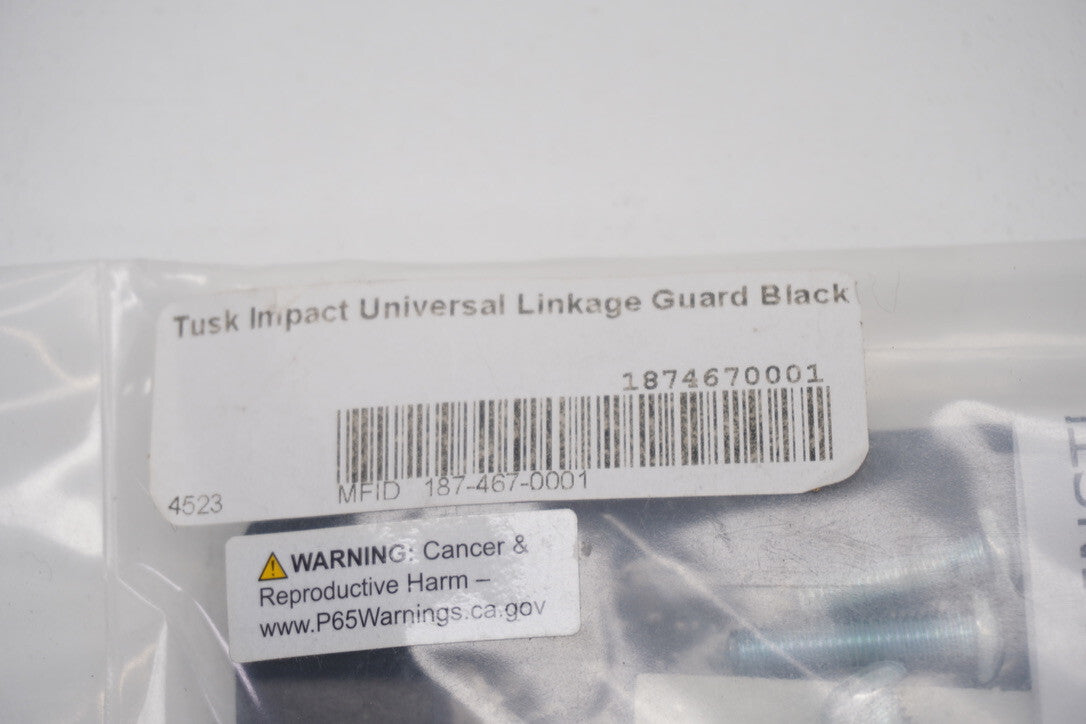 Tusk Impact Universal Linkage Guard Black
1874670001
MFID 187-467-0001
4523
WARNING: Cancer &
Reproductive Harm –
www.P65Warnings.ca.gov